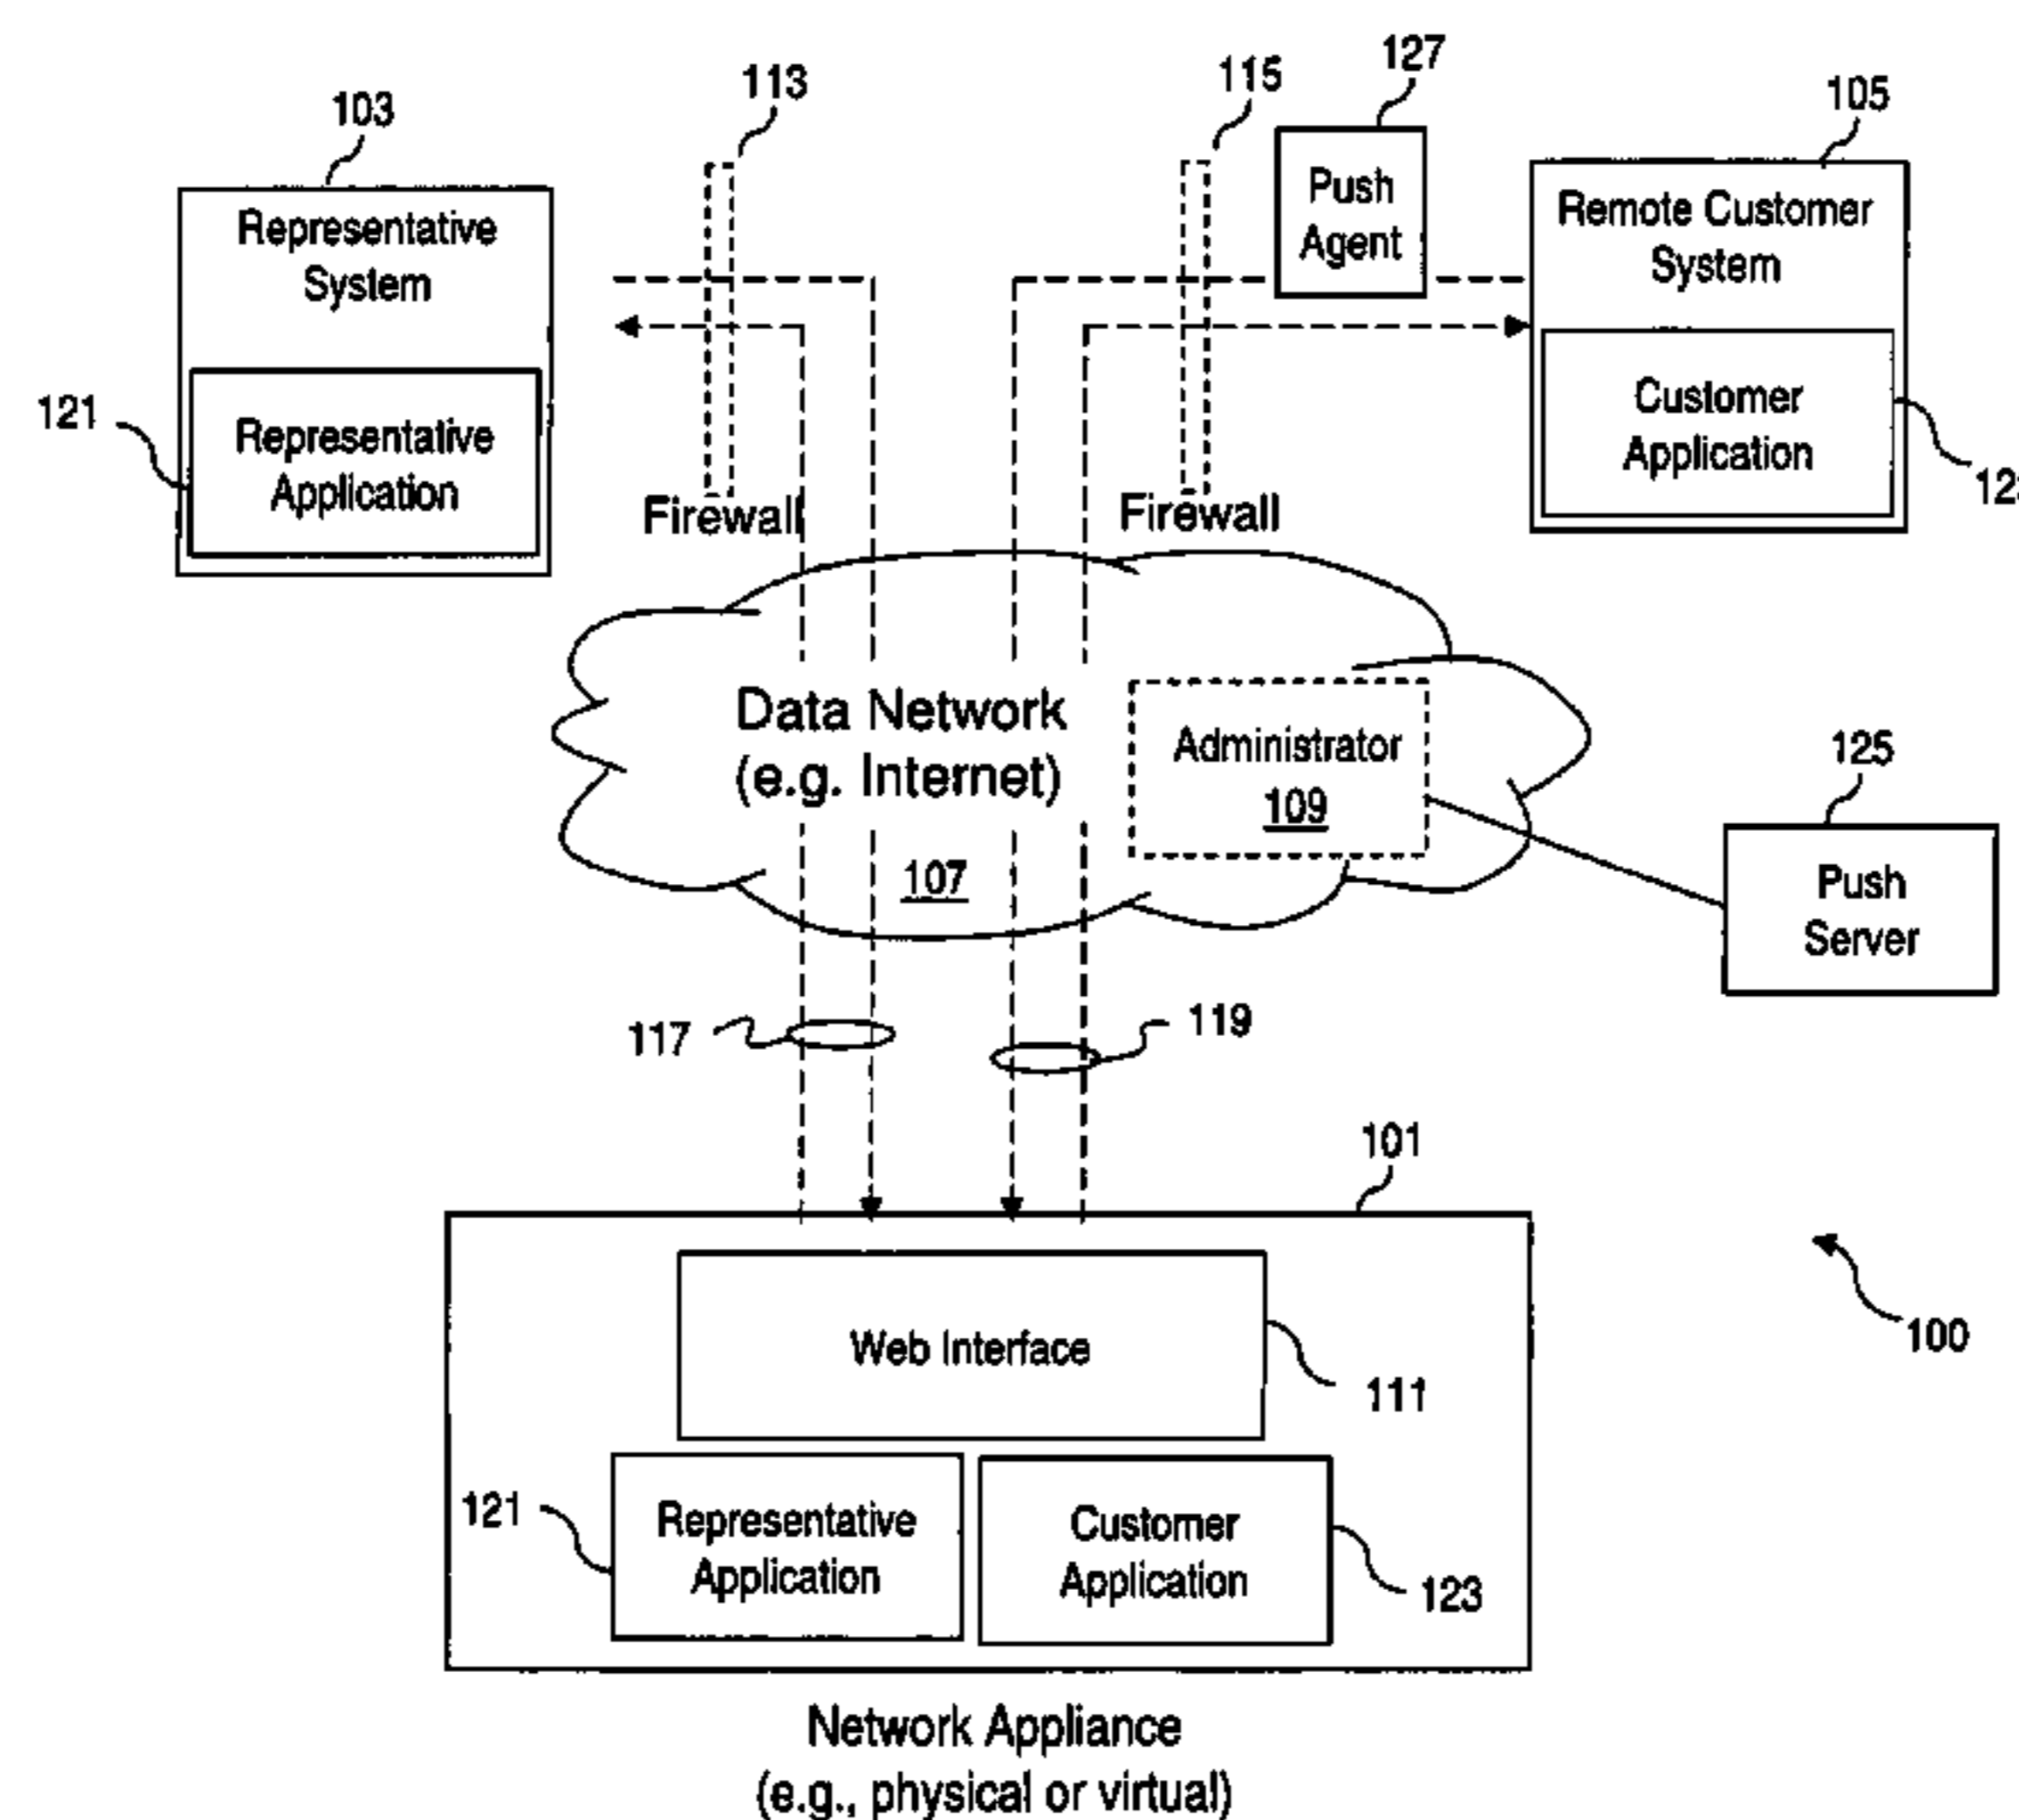 103
113
115
127
105
Representative
System
Push
Agent
Remote Customer
System
121
Representative
Application
Customer
Application
Firewall
Firewall
Data Network
(e.g. Internet)
107
Administrator
109
125
Push
Server
117
119
101
Web Interface
111
100
121
Representative
Application
Customer
Application
123
Network Appliance
(e.g., physical or virtual)